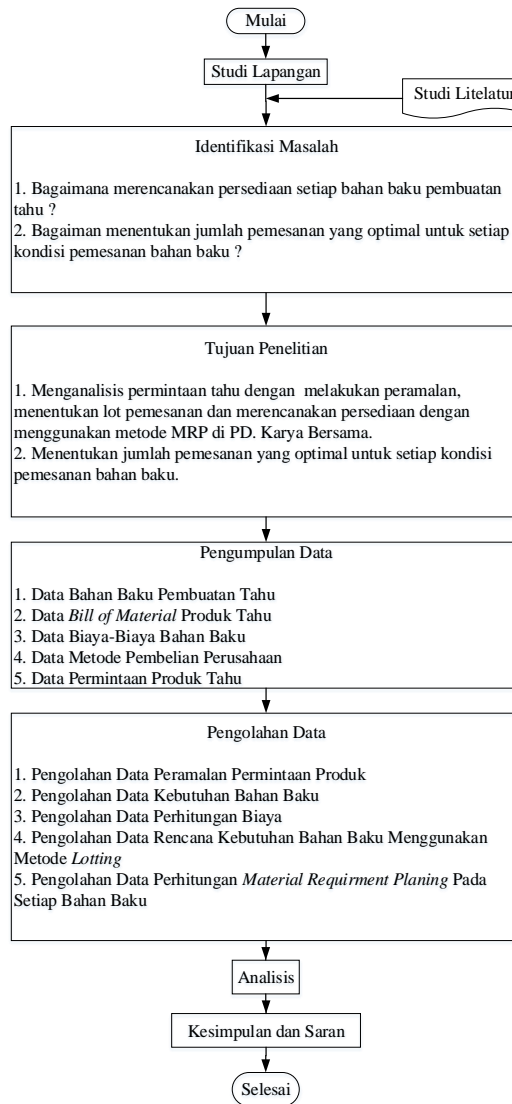 Mulai
Studi Lapangan
Studi Litelatur
Identifikasi Masalah
1. Bagaimana merencanakan persediaan setiap bahan baku pembuatan
tahu ?
2. Bagaiman menentukan jumlah pemesanan yang optimal untuk setiap
kondisi pemesanan bahan baku ?
Tujuan Penelitian
1. Menganalisis permintaan tahu dengan melakukan peramalan,
menentukan lot pemesanan dan merencanakan persediaan dengan
menggunakan metode MRP di PD. Karya Bersama.
2. Menentukan jumlah pemesanan yang optimal untuk setiap kondisi
pemesanan bahan baku.
Pengumpulan Data
1. Data Bahan Baku Pembuatan Tahu
2. Data Bill of Material Produk Tahu
3. Data Biaya-Biaya Bahan Baku
4. Data Metode Pembelian Perusahaan
5. Data Permintaan Produk Tahu
Pengolahan Data
1. Pengolahan Data Peramalan Permintaan Produk
2. Pengolahan Data Kebutuhan Bahan Baku
3. Pengolahan Data Perhitungan Biaya
4. Pengolahan Data Rencana Kebutuhan Bahan Baku Menggunakan
Metode Lotting
5. Pengolahan Data Perhitungan Material Requirment Planing Pada
Setiap Bahan Baku
Analisis
Kesimpulan dan Saran
Selesai